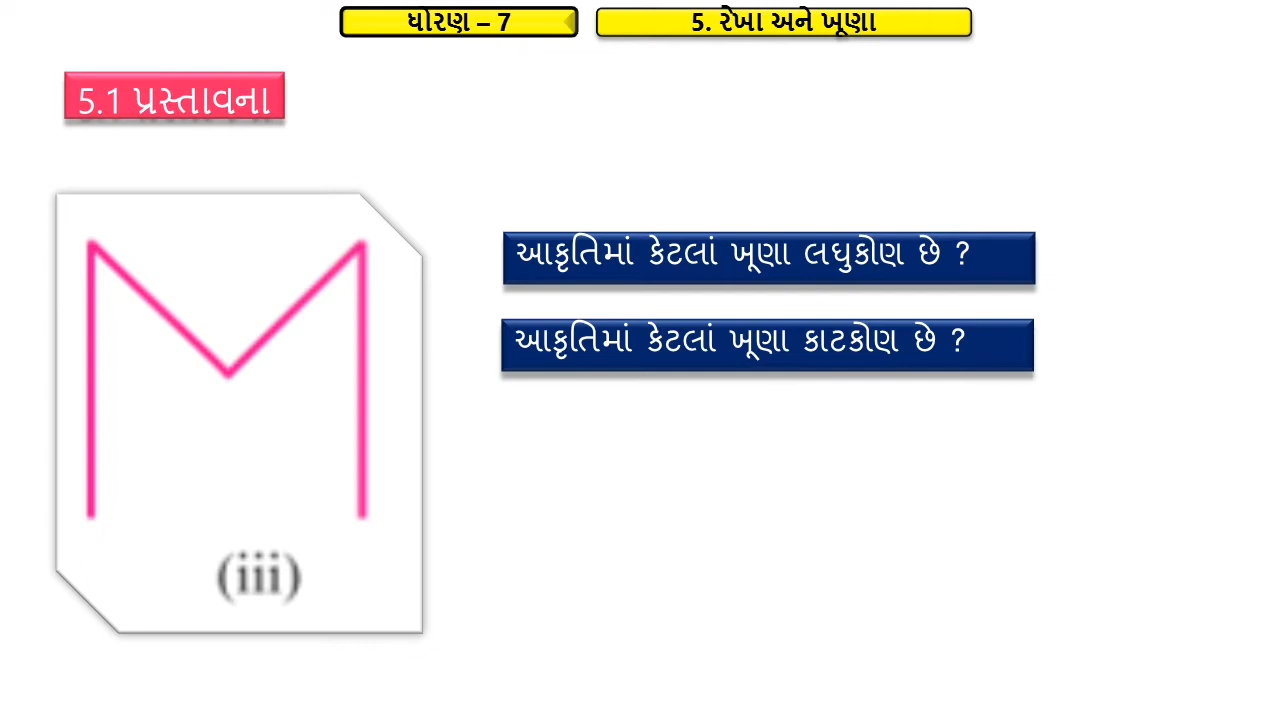 ધોરણ – 7
5. રેખા અને ખૂણા
5.1 પ્રસ્તાવના
આકૃતિમાં કેટલાં ખૂણા લઘુકોણ છે ?
આકૃતિમાં કેટલાં ખૂણા કાટકોણ છે ?
(iii)